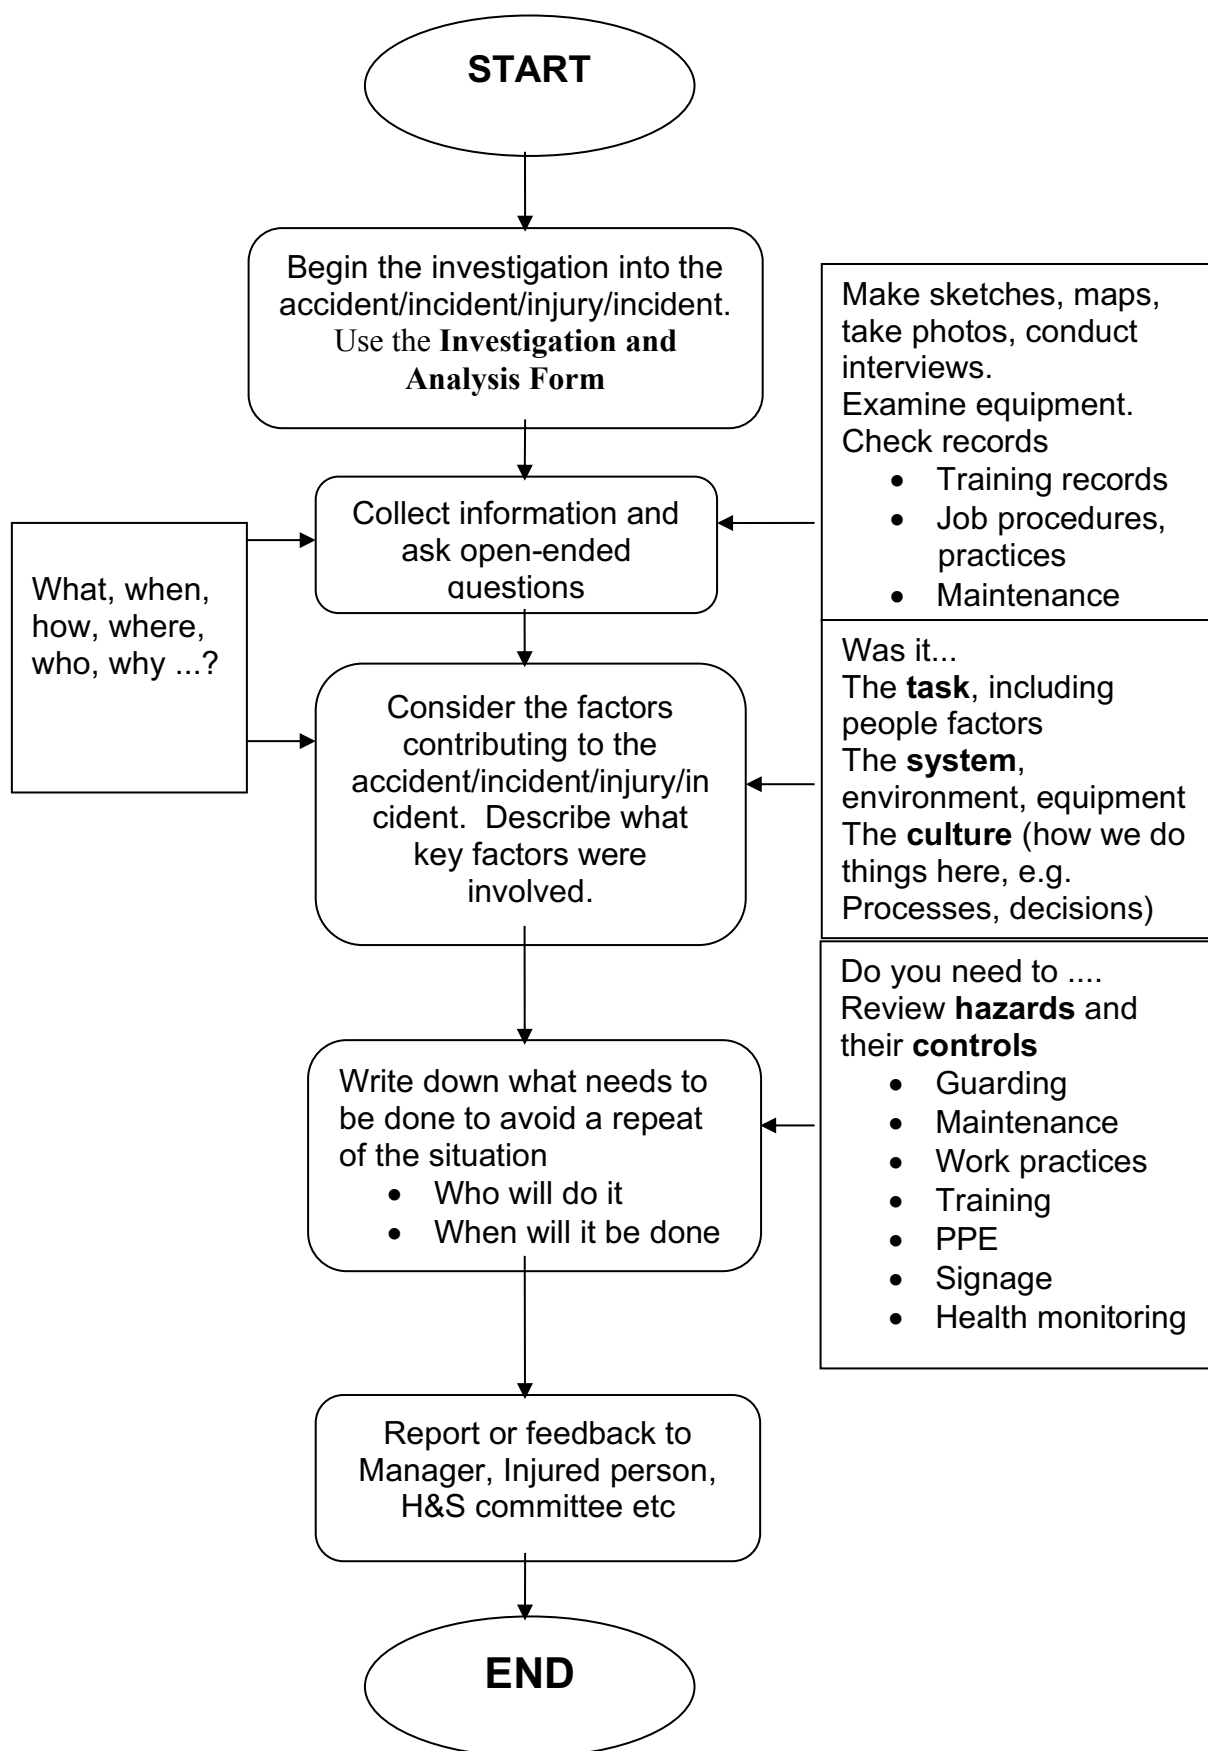 START
Begin the investigation into the
accident/incident/injury/incident.
Use the Investigation and
Analysis Form
Make sketches, maps,
take photos, conduct
interviews.
Examine equipment.
Check records
• Training records
• Job procedures,
practices
• Maintenance
Collect information and
ask open-ended
questions
What, when,
how, where,
who, why ...?
Was it...
The task, including
people factors
The system,
environment, equipment
The culture (how we do
things here, e.g.
Processes, decisions)
Consider the factors
contributing to the
accident/incident/injury/in
cident.  Describe what
key factors were
involved.
Do you need to ....
Review hazards and
their controls
• Guarding
• Maintenance
• Work practices
• Training
• PPE
• Signage
• Health monitoring
Write down what needs to
be done to avoid a repeat
of the situation
• Who will do it
• When will it be done
Report or feedback to
Manager, Injured person,
H&S committee etc
END